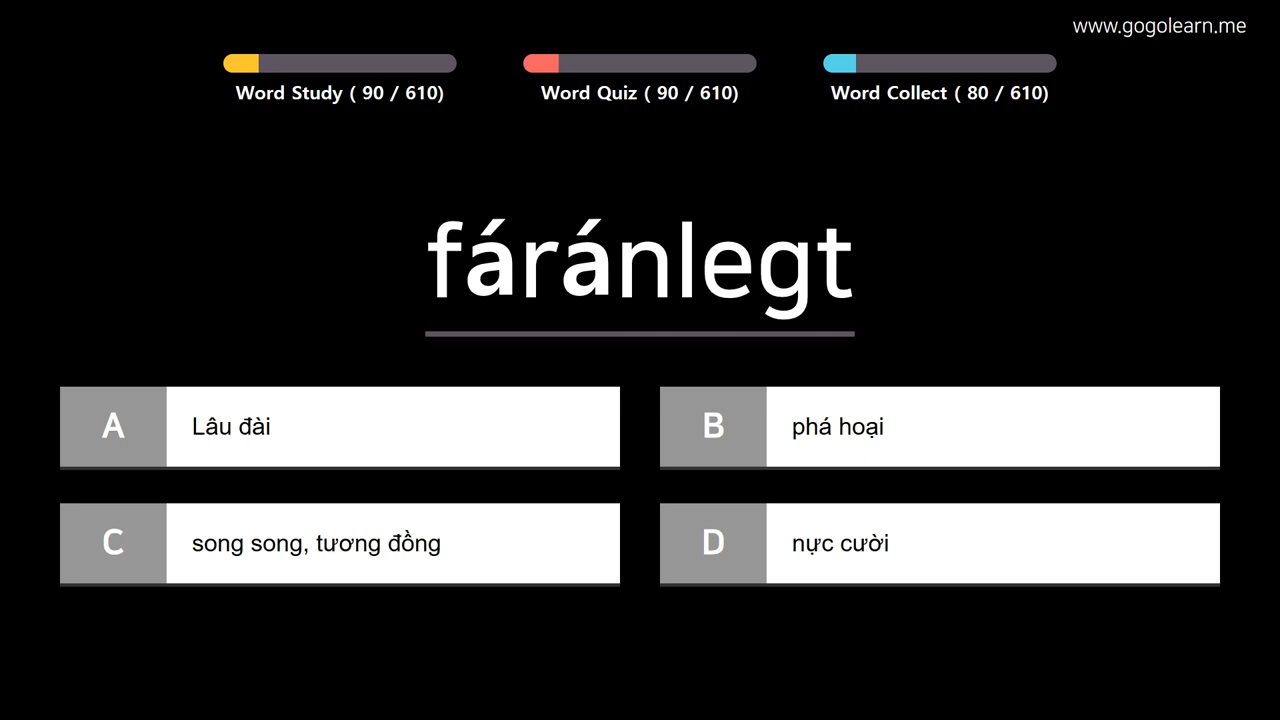 www.gogolearn.me
Word Study ( 90 / 610)
Word Quiz ( 90 / 610)
Word Collect ( 80 / 610)
fáránlegt
A Lâu đài
B phá hoại
C song song, tương đồng
D nực cười